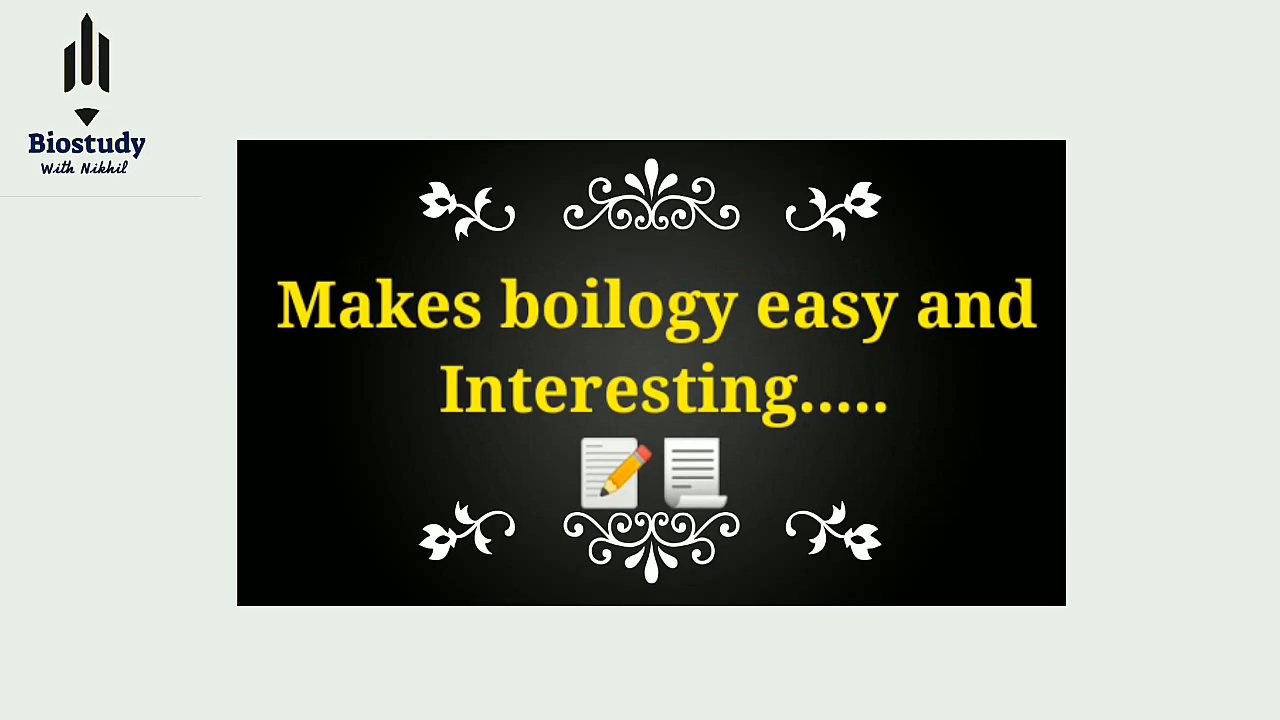 Biostudy
With Nikhil
Makes boilogy easy and
Interesting.....